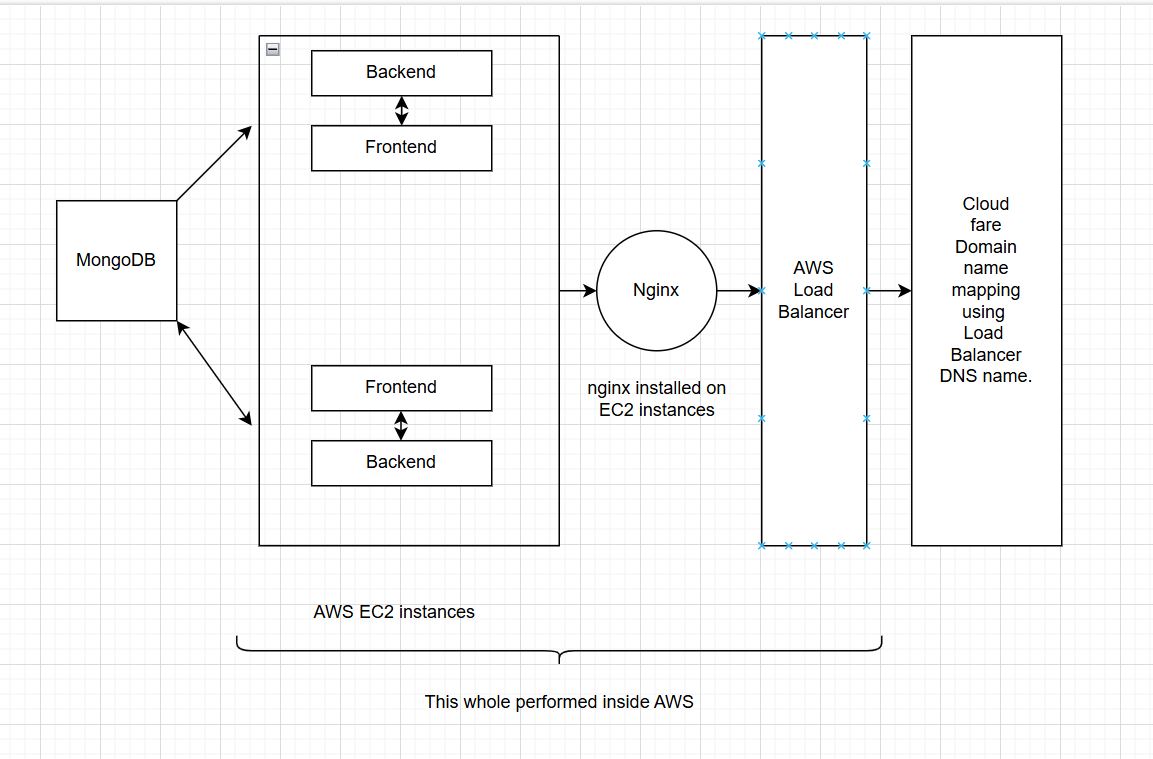 Backend
Frontend
MongoDB
Nginx
nginx installed on
EC2 instances
Frontend
Backend
AWS
Load
Balancer
Cloud
fare
Domain
name
mapping
using
Load
Balancer
DNS name.
AWS EC2 instances
This whole performed inside AWS